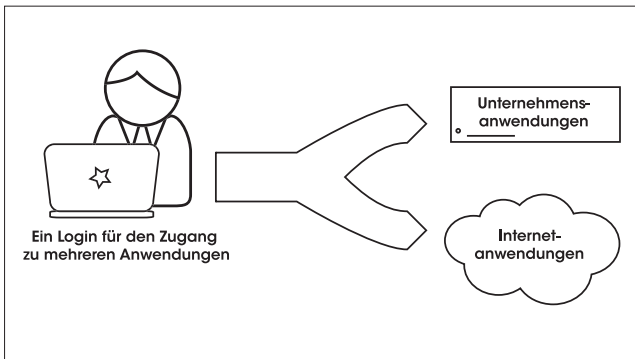 Ein Login für den Zugang
zu mehreren Anwendungen
Unternehmens-
anwendungen
Internet-
anwendungen